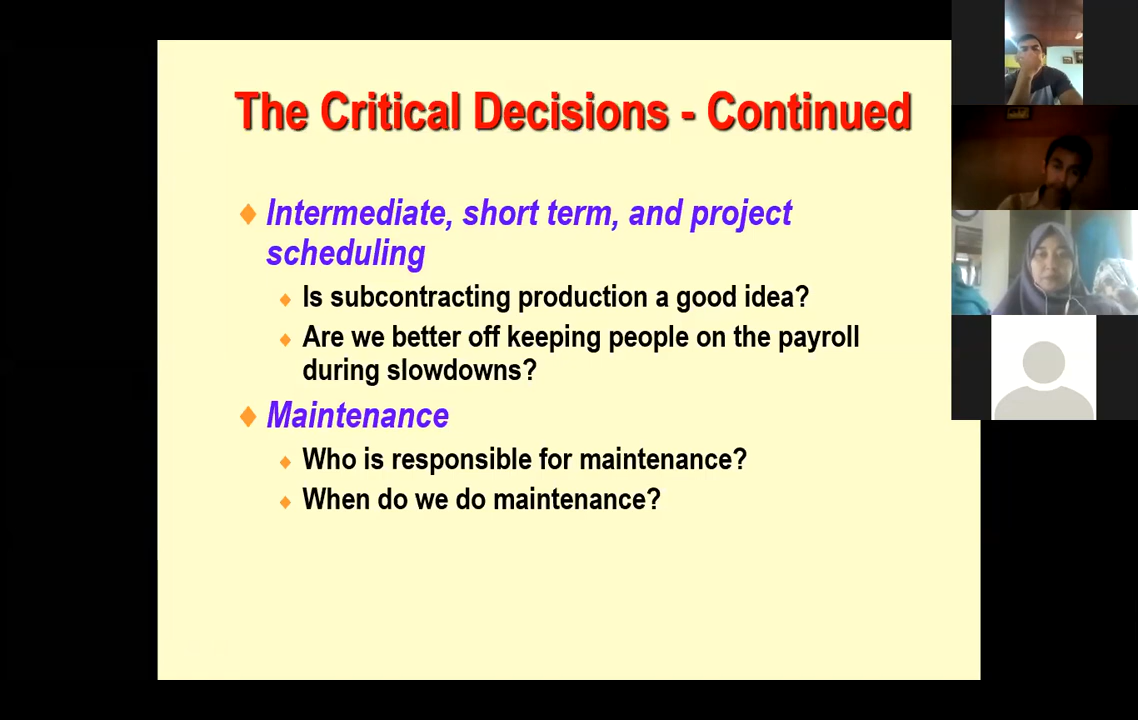 The Critical Decisions - Continued
Intermediate, short term, and project
scheduling
Is subcontracting production a good idea?
Are we better off keeping people on the payroll
during slowdowns?
Maintenance
Who is responsible for maintenance?
When do we do maintenance?